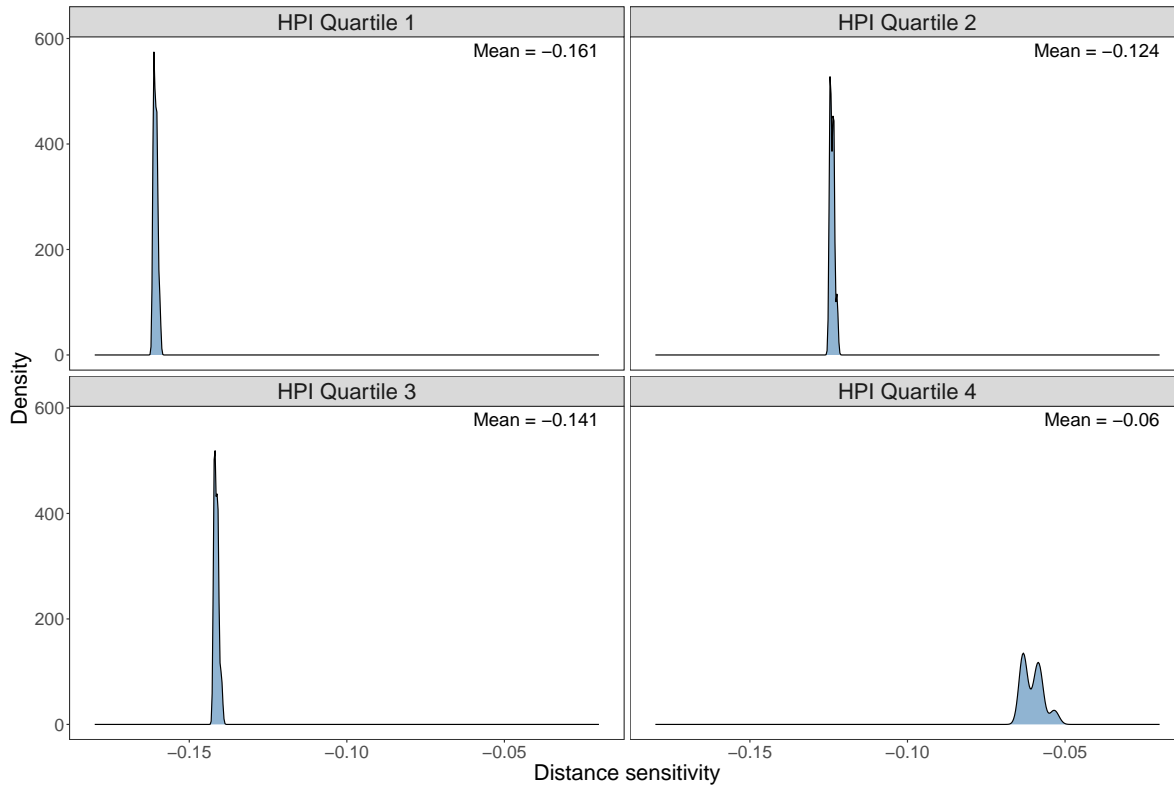 HPI Quartile 1
HPI Quartile 2
Mean = −0.161
Mean = −0.124
600
400
200
0
HPI Quartile 3
HPI Quartile 4
Mean = −0.141
Mean = −0.06
600
400
200
0
Density
−0.15
−0.10
−0.05
−0.15
−0.10
−0.05
Distance sensitivity